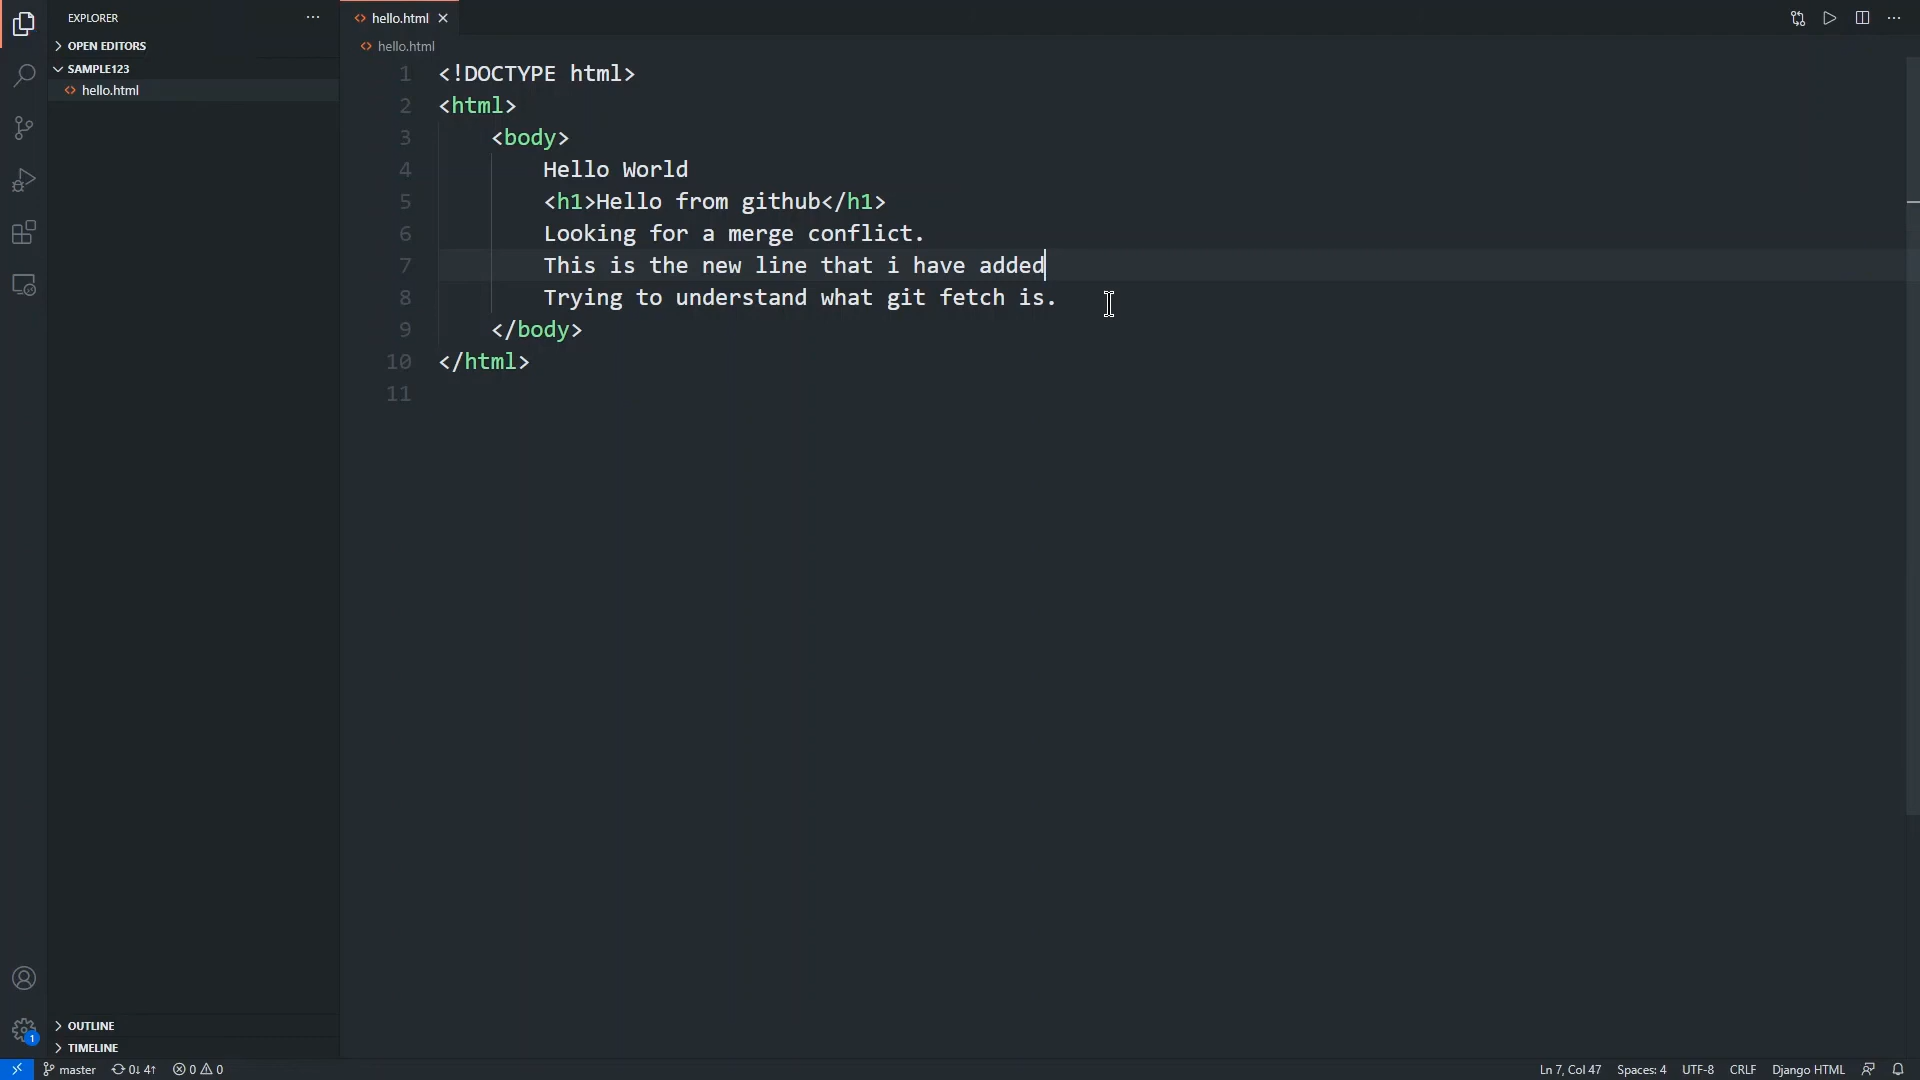 EXPLORER
OPEN EDITORS
SAMPLE123
hello.html
hello.html
hello.html
1 <!DOCTYPE html>
2 <html>
3 <body>
4 Hello World
5 <h1>Hello from github</h1>
6 Looking for a merge conflict.
7 This is the new line that i have added
8 Trying to understand what git fetch is.
9 </body>
10 </html>
11
OUTLINE
1
TIMELINE
master 0↓ 4↑ 0 0 Ln 7, Col 47 Spaces: 4 UTF-8 CRLF Django HTML